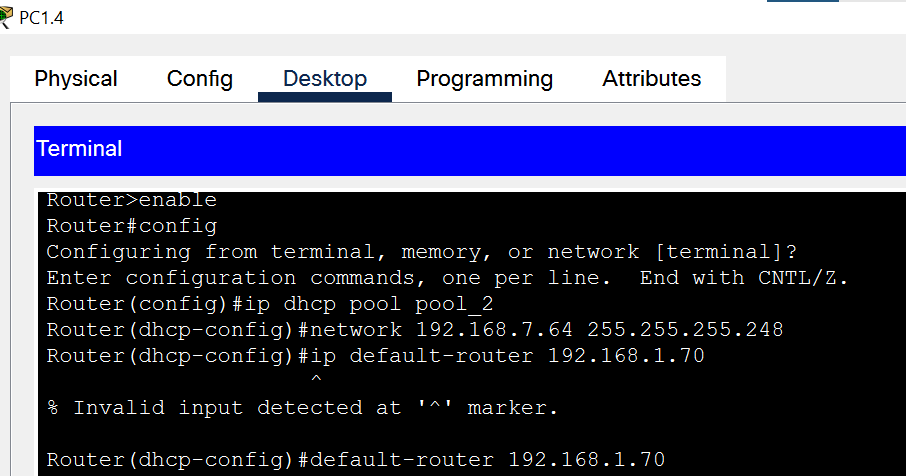 PC1.4
Physical Config Desktop Programming Attributes
Terminal
Router>enable
Router#config
Configuring from terminal, memory, or network [terminal]?
Enter configuration commands, one per line.  End with CNTL/Z.
Router(config)#ip dhcp pool pool_2
Router(dhcp-config)#network 192.168.7.64 255.255.255.248
Router(dhcp-config)#ip default-router 192.168.1.70
^
% Invalid input detected at '^' marker.
Router(dhcp-config)#default-router 192.168.1.70